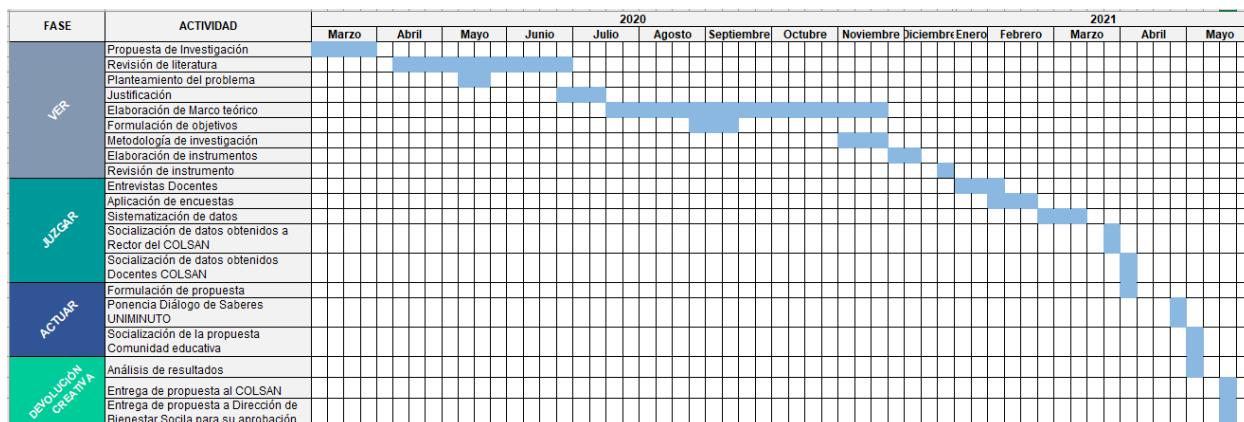 FASE
ACTIVIDAD
2020
2021
Marzo Abril Mayo Junio Julio Agosto Septiembre Octubre Noviembre Diciembre Enero Febrero Marzo Abril Mayo
VER
Propuesta de Investigación
Revisión de literatura
Planteamiento del problema
Justificación
Elaboración de Marco teórico
Formulación de objetivos
Metodología de investigación
Elaboración de instrumentos
Revisión de instrumento
JUZGAR
Entrevistas Docentes
Aplicación de encuestas
Sistematización de datos
Socialización de datos obtenidos a
Rector del COLSAN
Socialización de datos obtenidos
Docentes COLSAN
ACTUAR
Formulación de propuesta
Ponencia Diálogo de Saberes
UNIMINUTO
Socialización de la propuesta
Comunidad educativa
DEVOLUCIÓN
CREATIVA
Análisis de resultados
Entrega de propuesta al COLSAN
Entrega de propuesta a Dirección de
Bienestar Socila para su aprobación